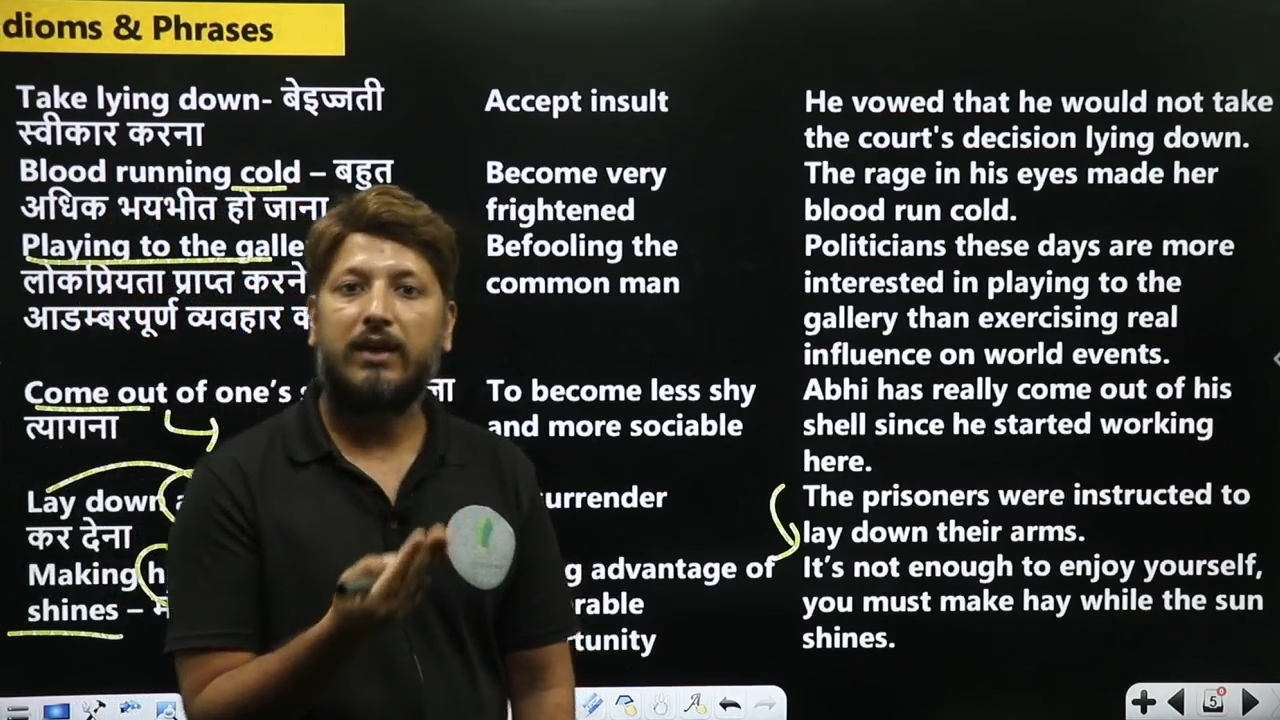 dioms & Phrases
Take lying down- बेइज्जती
स्वीकार करना
Blood running cold – बहुत
अधिक भयभीत हो जाना
Playing to the galle
लोकप्रियता प्राप्त करने
आडम्बरपूर्ण व्यवहार
Come out of one's
त्यागना
Lay down
कर देना
Making
shines –
Accept insult
Become very
frightened
Befooling the
common man
To become less shy
and more sociable
surrender
advantage of
He vowed that he would not take
the court's decision lying down.
The rage in his eyes made her
blood run cold.
Politicians these days are more
interested in playing to the
gallery than exercising real
influence on world events.
Abhi has really come out of his
shell since he started working
here.
The prisoners were instructed to
lay down their arms.
It's not enough to enjoy yourself,
you must make hay while the sun
shines.
5